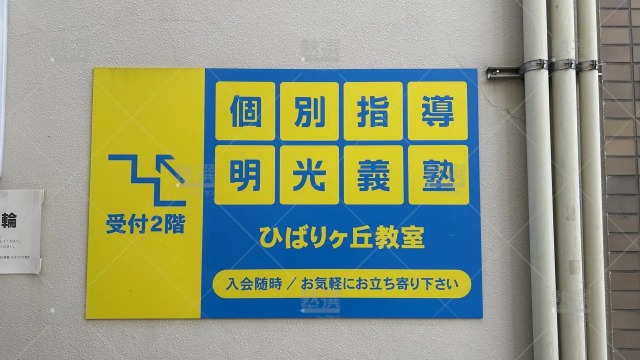 個別指導
明光義塾
受付2階
ひばりヶ丘教室
入会随時 / お気軽にお立ち寄り下さい
輪